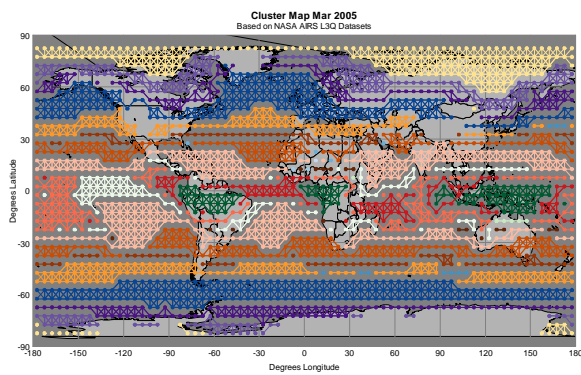 Cluster Map Mar 2005
Based on NASA AIRS L3Q Datasets
90
60
30
0
-30
-60
-90
Degrees Latitude
-180 -150 -120 -90 -60 -30 0 30 60 90 120 150 180
Degrees Longitude